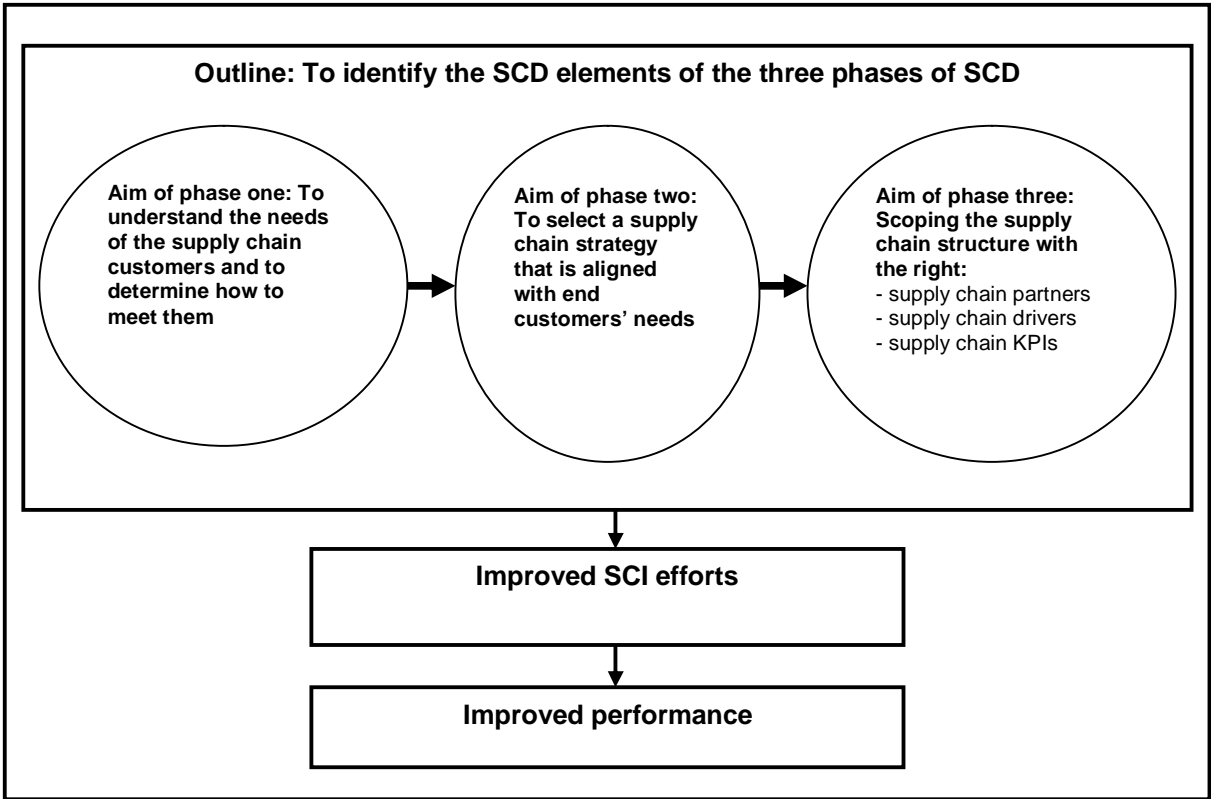 Outline: To identify the SCD elements of the three phases of SCD
Aim of phase one: To
understand the needs
of the supply chain
customers and to
determine how to
meet them
Aim of phase two:
To select a supply
chain strategy
that is aligned
with end
customers’ needs
Aim of phase three:
Scoping the supply
chain structure with
the right:
- supply chain partners
- supply chain drivers
- supply chain KPIs
Improved SCI efforts
Improved performance